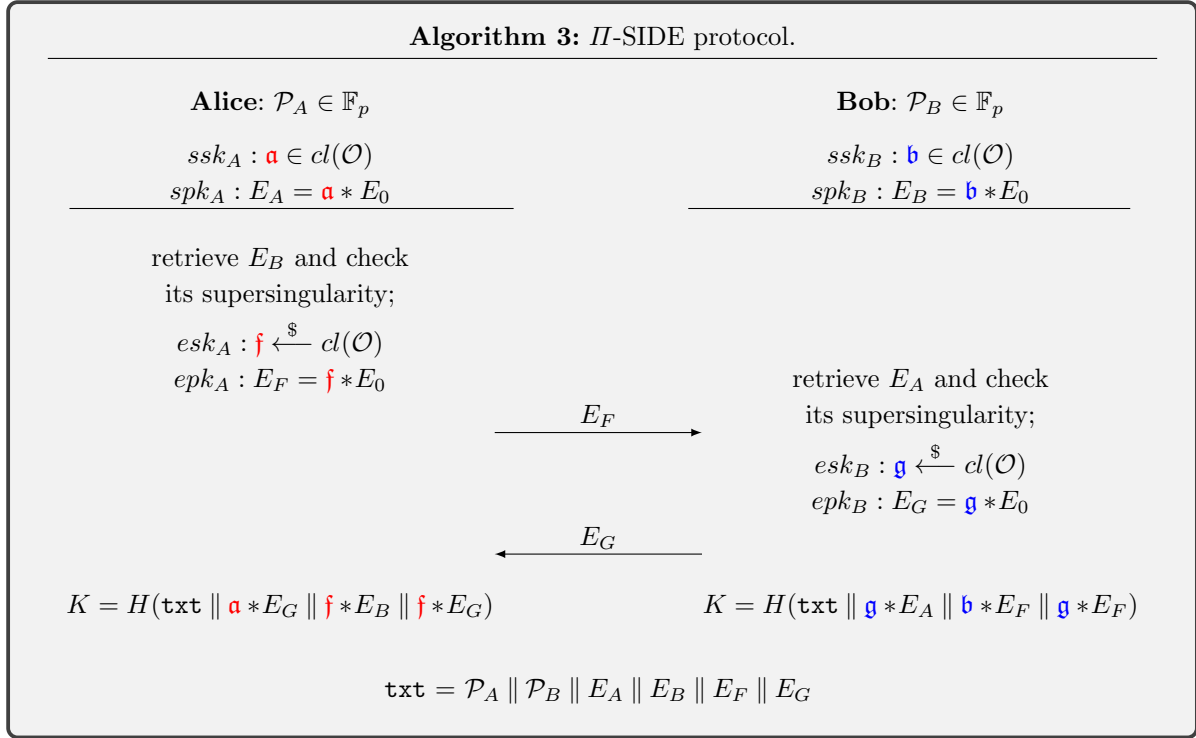 Algorithm 3: Π-SIDE protocol.
Alice: 𝒫_A ∈ 𝔽_p
ssk_A : 𝔞 ∈ cl(𝒪)
spk_A : E_A = 𝔞 * E_0
Bob: 𝒫_B ∈ 𝔽_p
ssk_B : 𝔟 ∈ cl(𝒪)
spk_B : E_B = 𝔟 * E_0
retrieve E_B and check
its supersingularity;
esk_A : 𝔣 ←$ cl(𝒪)
epk_A : E_F = 𝔣 * E_0
E_F
retrieve E_A and check
its supersingularity;
esk_B : 𝔤 ←$ cl(𝒪)
epk_B : E_G = 𝔤 * E_0
E_G
K = H(txt ∥ 𝔞 * E_G ∥ 𝔣 * E_B ∥ 𝔣 * E_G)
K = H(txt ∥ 𝔤 * E_A ∥ 𝔟 * E_F ∥ 𝔤 * E_F)
txt = 𝒫_A ∥ 𝒫_B ∥ E_A ∥ E_B ∥ E_F ∥ E_G